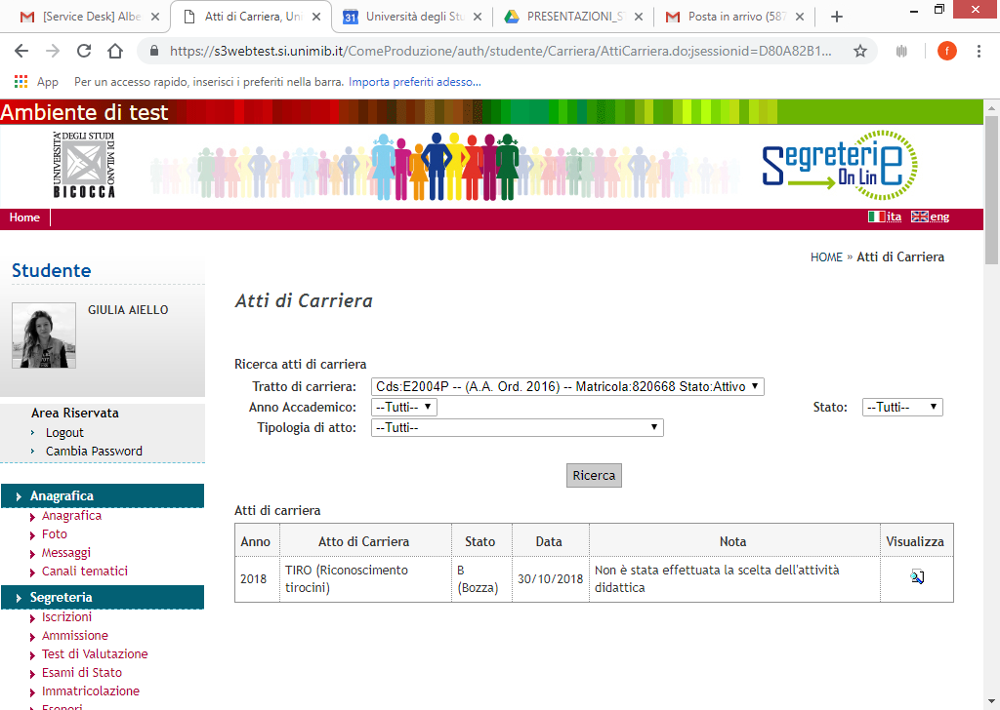 [Service Desk] Albe
Atti di Carriera, Un
Università degli Stu
PRESENTAZIONI_S
Posta in arrivo (587
https://s3webtest.si.unimib.it/ComeProduzione/auth/studente/Carriera/AttiCarriera.do;jsessionid=D80A82B1...
f
App Per un accesso rapido, inserisci i preferiti nella barra. Importa preferiti adesso...
Ambiente di test
UNIVERSITÀ DEGLI STUDI DI MILANO
BICOCCA
Segreterie
On Line
Home
ita eng
HOME » Atti di Carriera
Studente
GIULIA AIELLO
Area Riservata
Logout
Cambia Password
Anagrafica
Anagrafica
Foto
Messaggi
Canali tematici
Segreteria
Iscrizioni
Ammissione
Test di Valutazione
Esami di Stato
Immatricolazione
Esoneri
Atti di Carriera
Ricerca atti di carriera
Tratto di carriera: Cds:E2004P -- (A.A. Ord. 2016) -- Matricola:820668 Stato:Attivo
Anno Accademico: --Tutti-- Stato: --Tutti--
Tipologia di atto: --Tutti--
Ricerca
Atti di carriera
Anno Atto di Carriera Stato Data Nota Visualizza
2018 TIRO (Riconoscimento tirocini) B (Bozza) 30/10/2018 Non è stata effettuata la scelta dell'attività didattica